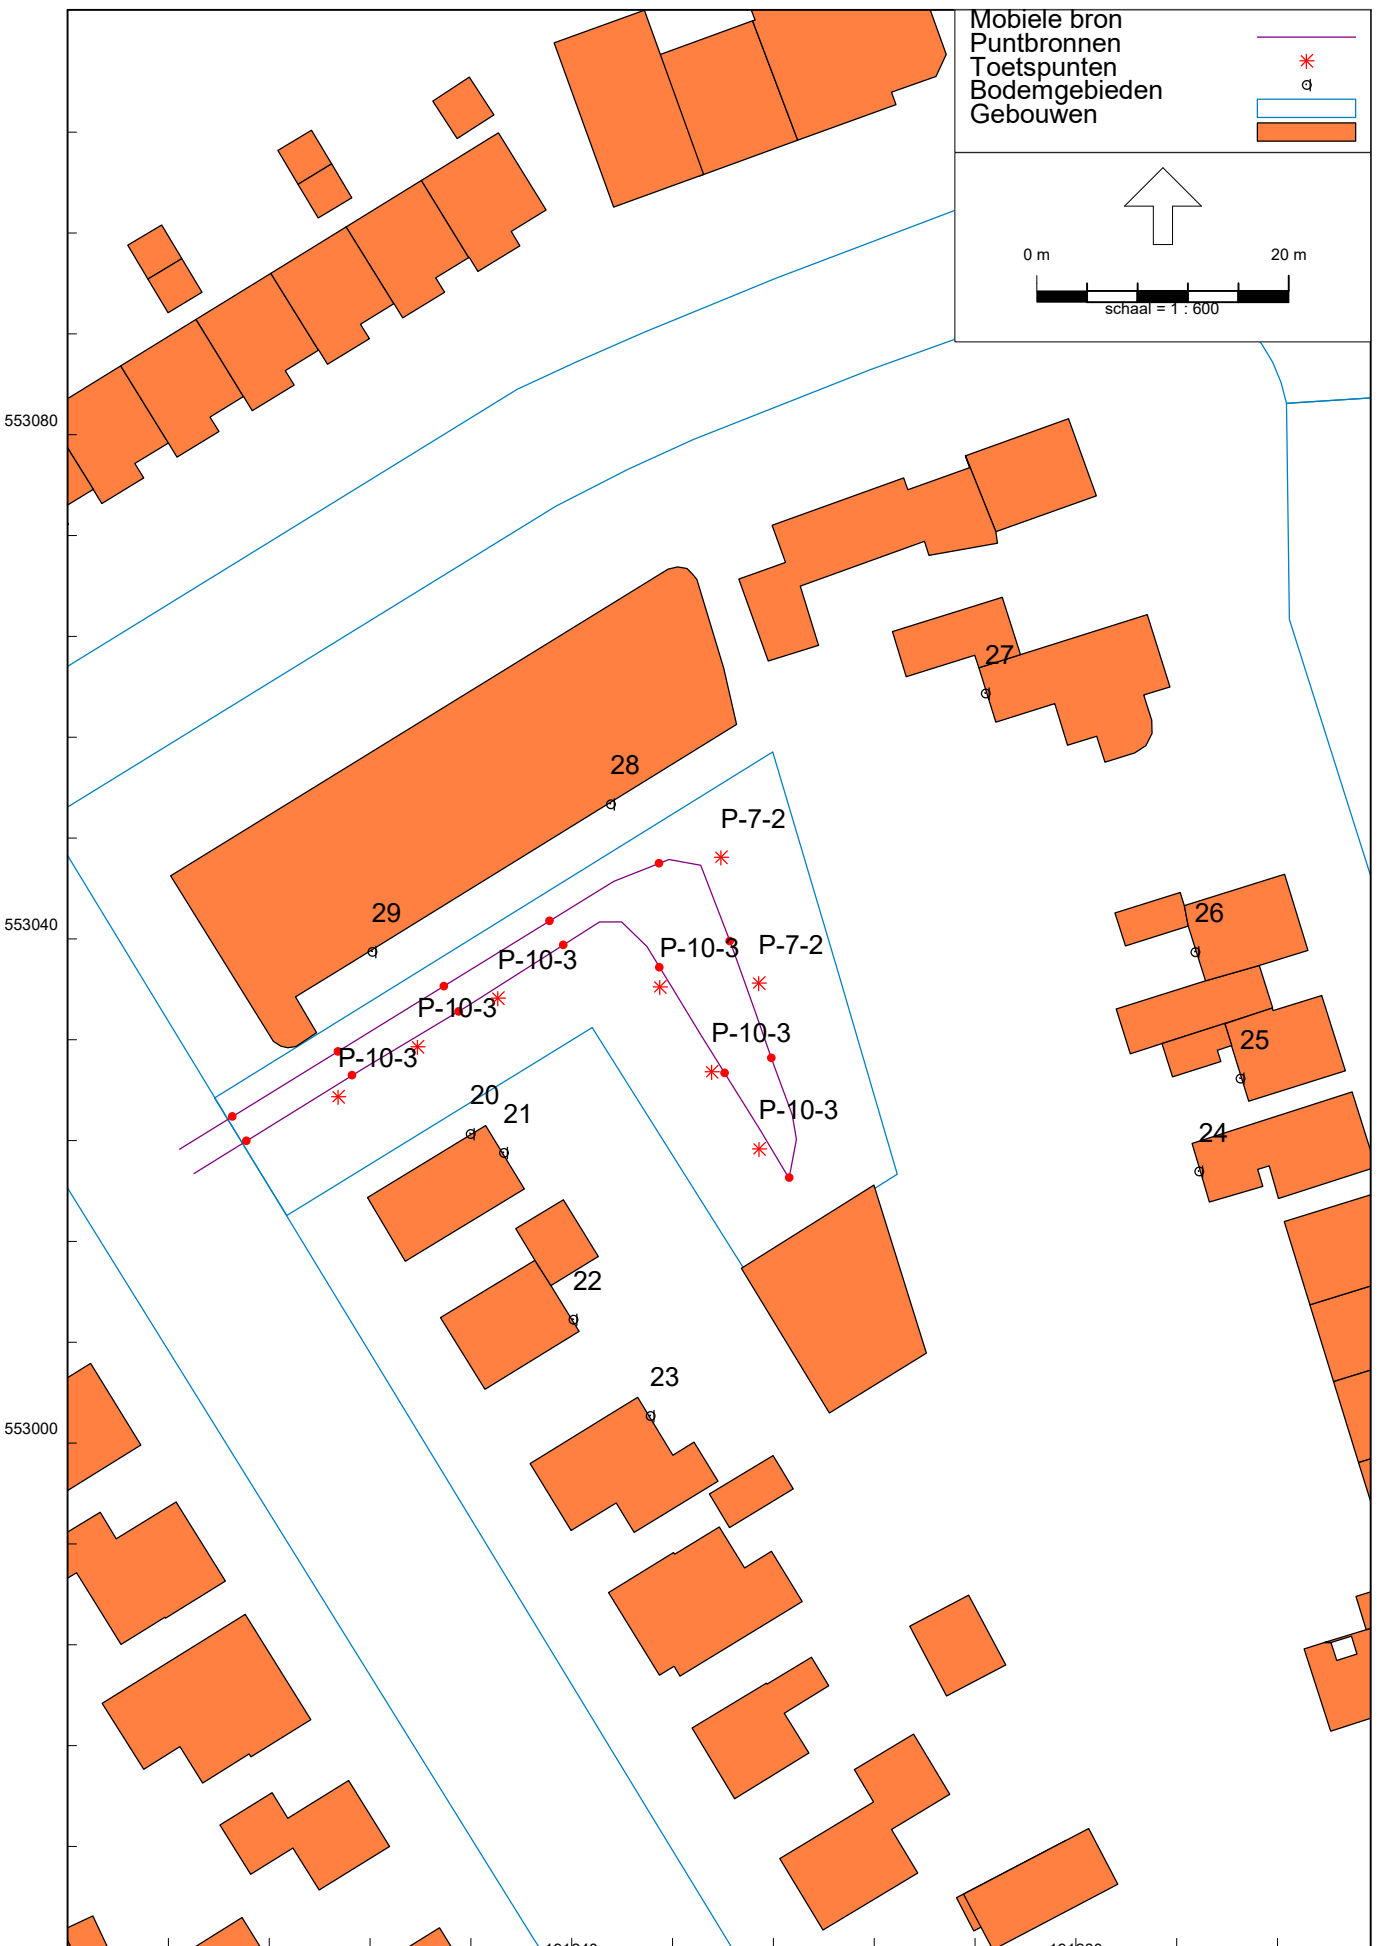 Mobiele bron
Puntbronnen
Toetspunten
Bodemgebieden
Gebouwen
0 m 20 m
schaal = 1 : 600
553080
27
28
P-7-2
29
553040
P-10-3
P-10-3
P-7-2
P-10-3
P-10-3
P-10-3
20
21
P-10-3
26
25
24
22
23
553000